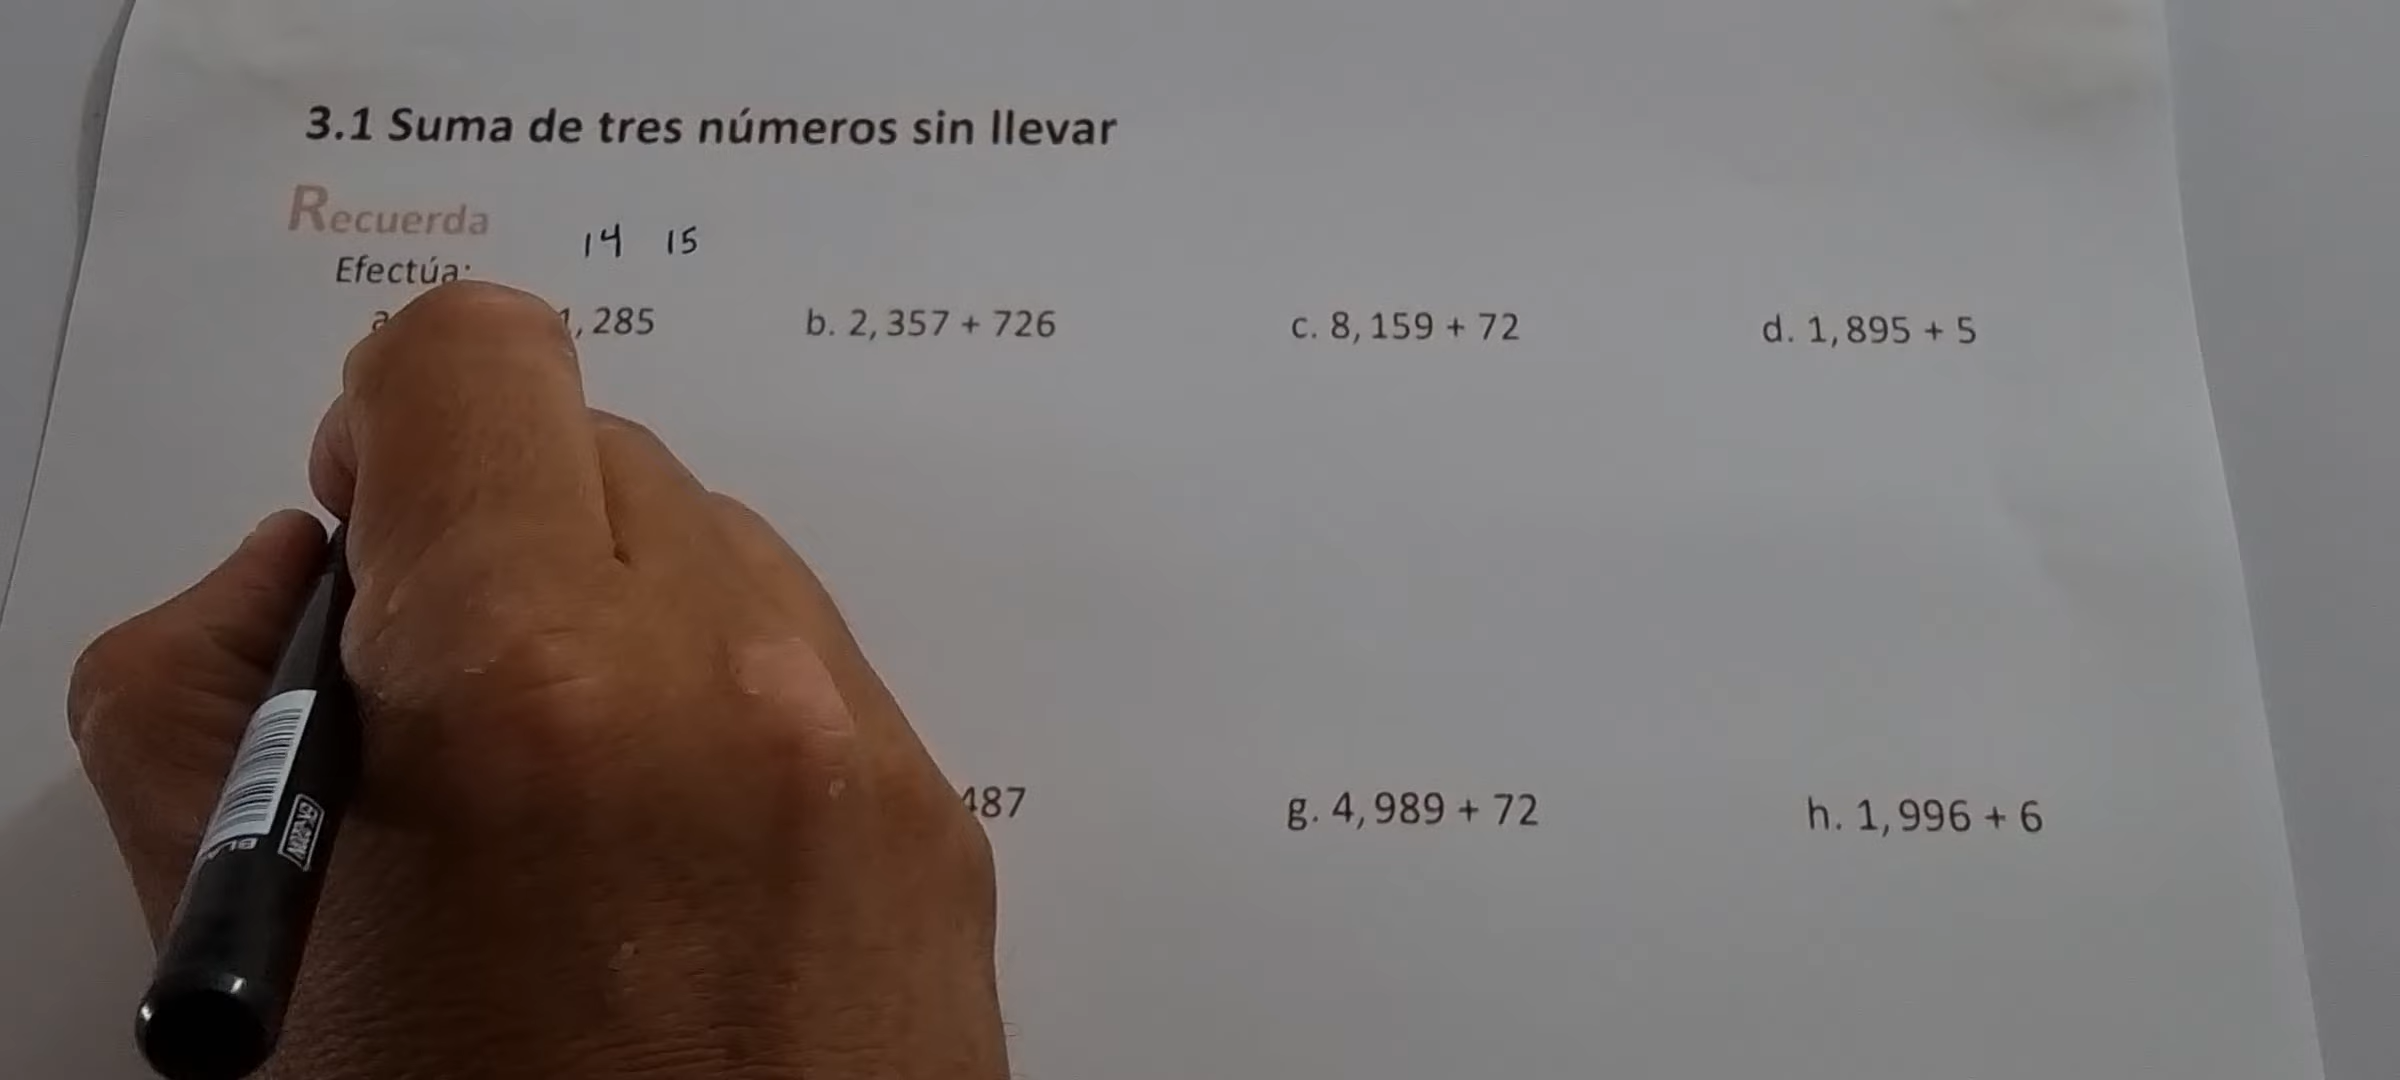 3.1 Suma de tres números sin llevar
Recuerda
14 15
Efectúa:
1, 285 b. 2, 357 + 726 c. 8, 159 + 72 d. 1, 895 + 5
487 g. 4, 989 + 72 h. 1, 996 + 6